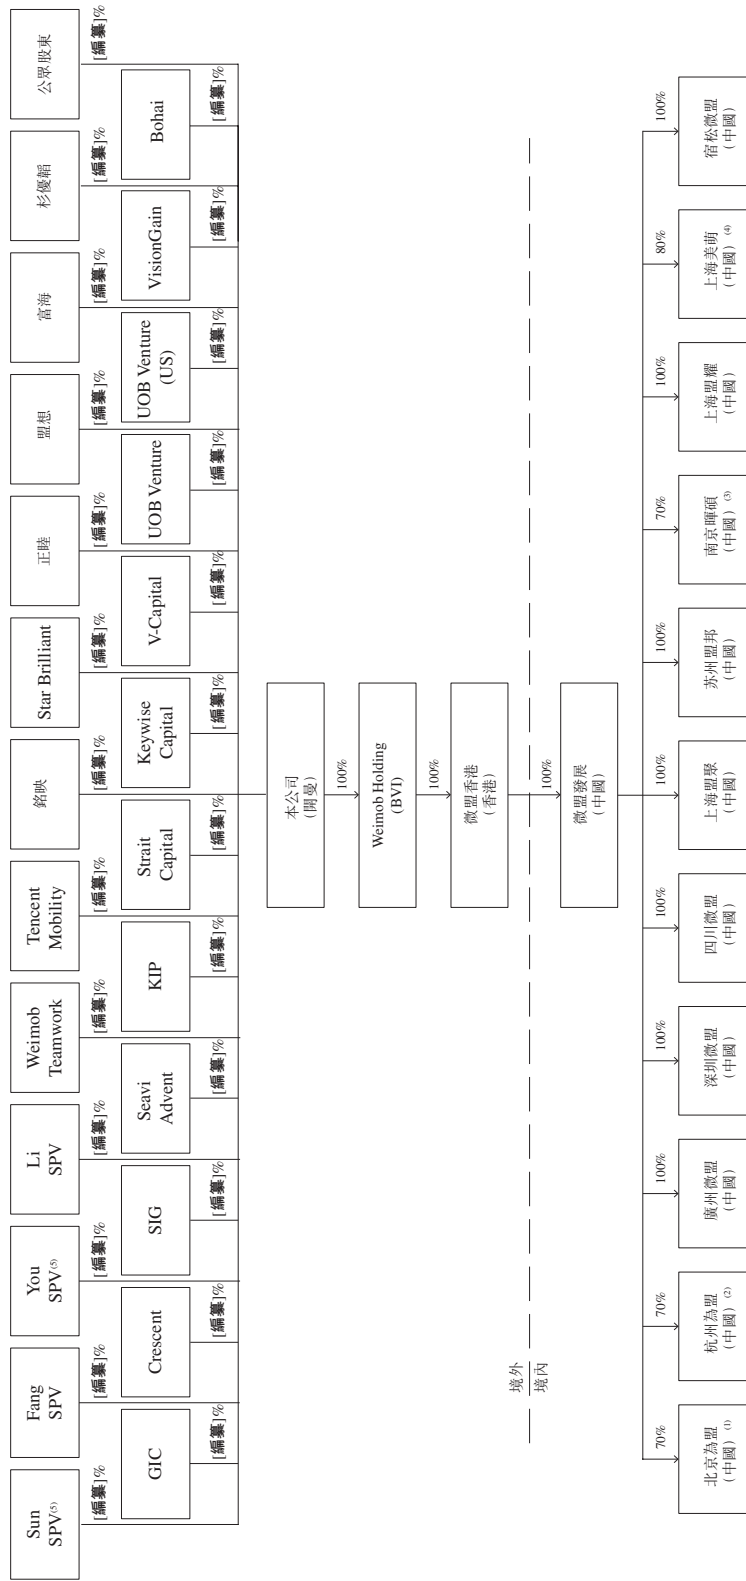 Sun
SPV(5)
Fang
SPV
You
SPV(5)
Li
SPV
Weimob
Teamwork
Tencent
Mobility
銘映
Star Brilliant
正睦
盟想
富海
杉優韜
公眾股東
[編纂]%
[編纂]%
[編纂]%
[編纂]%
[編纂]%
[編纂]%
[編纂]%
[編纂]%
[編纂]%
[編纂]%
[編纂]%
[編纂]%
[編纂]%
GIC
Crescent
SIG
Seavi
Advent
KIP
Strait
Capital
Keywise
Capital
V-Capital
UOB Venture
UOB Venture
(US)
VisionGain
Bohai
[編纂]%
[編纂]%
[編纂]%
[編纂]%
[編纂]%
[編纂]%
[編纂]%
[編纂]%
[編纂]%
[編纂]%
[編纂]%
[編纂]%
本公司
(開曼)
100%
Weimob Holding
(BVI)
100%
微盟香港
(香港)
境外
境內
100%
微盟發展
(中國)
70%
70%
100%
100%
100%
100%
100%
70%
100%
80%
100%
北京為盟
(中國)(1)
杭州為盟
(中國)(2)
廣州微盟
(中國)
深圳微盟
(中國)
四川微盟
(中國)
上海盟聚
(中國)
苏州盟邦
(中國)
南京暉碩
(中國)(3)
上海盟耀
(中國)
上海美萌
(中國)(4)
宿松微盟
(中國)